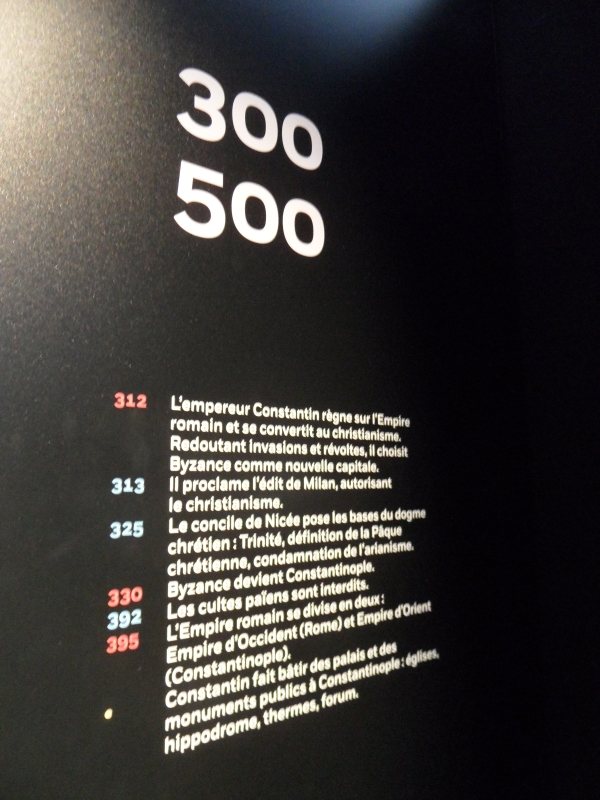 300
500
312 L'empereur Constantin règne sur l'Empire
romain et se convertit au christianisme.
Redoutant invasions et révoltes, il choisit
Byzance comme nouvelle capitale.
313 Il proclame l'édit de Milan, autorisant
le christianisme.
325 Le concile de Nicée pose les bases du dogme
chrétien : Trinité, définition de la Pâque
chrétienne, condamnation de l'arianisme.
330 Byzance devient Constantinople.
392 Les cultes païens sont interdits.
395 L'Empire romain se divise en deux :
Empire d'Occident (Rome) et Empire d'Orient
(Constantinople).
Constantin fait bâtir des palais et des
monuments publics à Constantinople : églises,
hippodrome, thermes, forum.